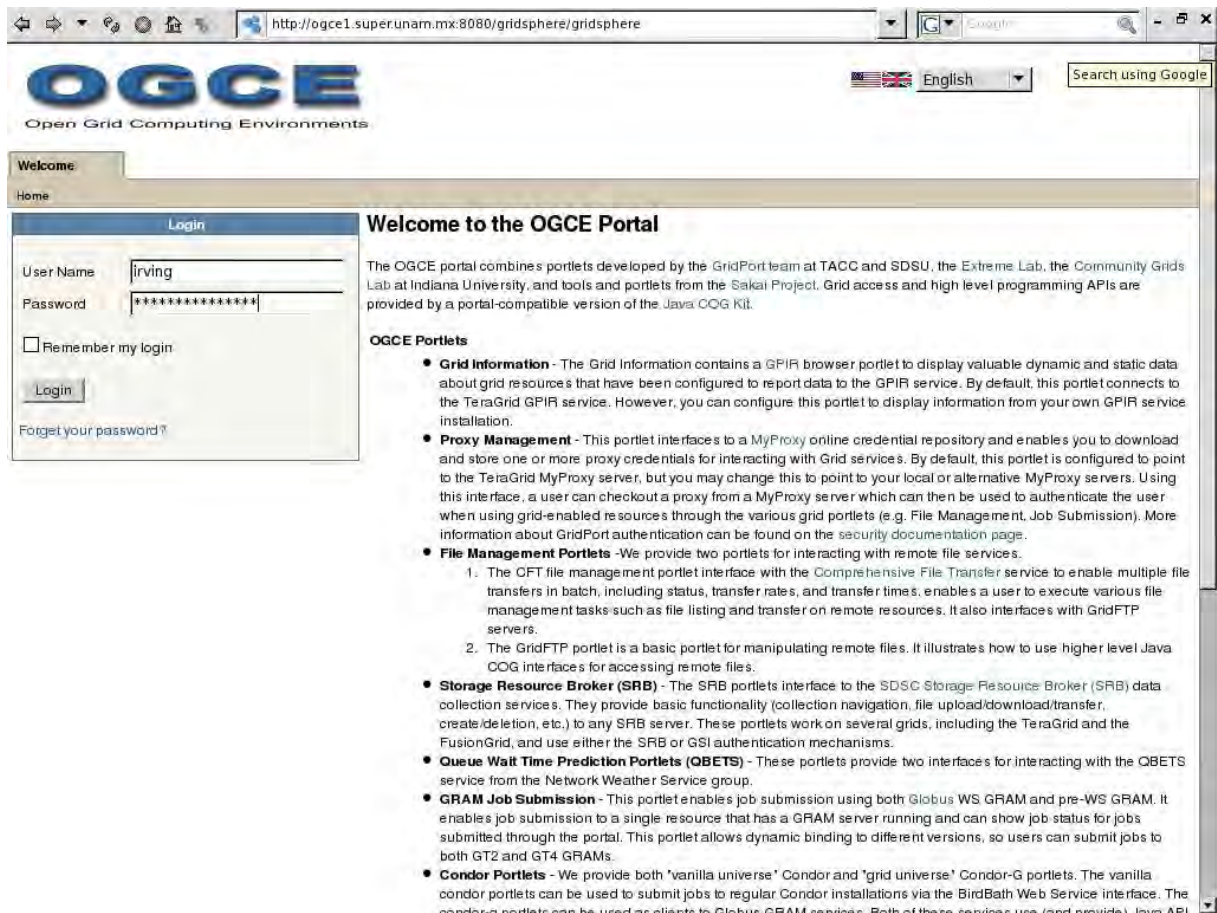 http://ogce1.super.unam.mx:8080/gridsphere/gridsphere
G
Google
OGCE
Open Grid Computing Environments
English
Search using Google
Welcome
Home
Login
User Name
irving
Password
***************
Remember my login
Login
Forget your password?
Welcome to the OGCE Portal
The OGCE portal combines portlets developed by the GridPort team at TACC and SDSU, the Extreme Lab, the Community Grids
Lab at Indiana University, and tools and portlets from the Sakai Project. Grid access and high level programming APIs are
provided by a portal-compatible version of the Java COG Kit.
OGCE Portlets
● Grid Information - The Grid Information contains a GPIR browser portlet to display valuable dynamic and static data
about grid resources that have been configured to report data to the GPIR service. By default, this portlet connects to
the TeraGrid GPIR service. However, you can configure this portlet to display information from your own GPIR service
installation.
● Proxy Management - This portlet interfaces to a MyProxy online credential repository and enables you to download
and store one or more proxy credentials for interacting with Grid services. By default, this portlet is configured to point
to the TeraGrid MyProxy server, but you may change this to point to your local or alternative MyProxy servers. Using
this interface, a user can checkout a proxy from a MyProxy server which can then be used to authenticate the user
when using grid-enabled resources through the various grid portlets (e.g. File Management, Job Submission). More
information about GridPort authentication can be found on the security documentation page.
● File Management Portlets -We provide two portlets for interacting with remote file services.
1. The CFT file management portlet interface with the Comprehensive File Transfer service to enable multiple file
transfers in batch, including status, transfer rates, and transfer times. enables a user to execute various file
management tasks such as file listing and transfer on remote resources. It also interfaces with GridFTP
servers.
2. The GridFTP portlet is a basic portlet for manipulating remote files. It illustrates how to use higher level Java
COG interfaces for accessing remote files.
● Storage Resource Broker (SRB) - The SRB portlets interface to the SDSC Storage Resource Broker (SRB) data
collection services. They provide basic functionality (collection navigation, file upload/download/transfer,
create/deletion, etc.) to any SRB server. These portlets work on several grids, including the TeraGrid and the
FusionGrid, and use either the SRB or GSI authentication mechanisms.
● Queue Wait Time Prediction Portlets (QBETS) - These portlets provide two interfaces for interacting with the QBETS
service from the Network Weather Service group.
● GRAM Job Submission - This portlet enables job submission using both Globus WS GRAM and pre-WS GRAM. It
enables job submission to a single resource that has a GRAM server running and can show job status for jobs
submitted through the portal. This portlet allows dynamic binding to different versions, so users can submit jobs to
both GT2 and GT4 GRAMs.
● Condor Portlets - We provide both "vanilla universe" Condor and "grid universe" Condor-G portlets. The vanilla
condor portlets can be used to submit jobs to regular Condor installations via the BirdBath Web Service interface. The
condor-g portlets can be used as clients to Globus GRAM services. Both of these services use (and provide) Java API